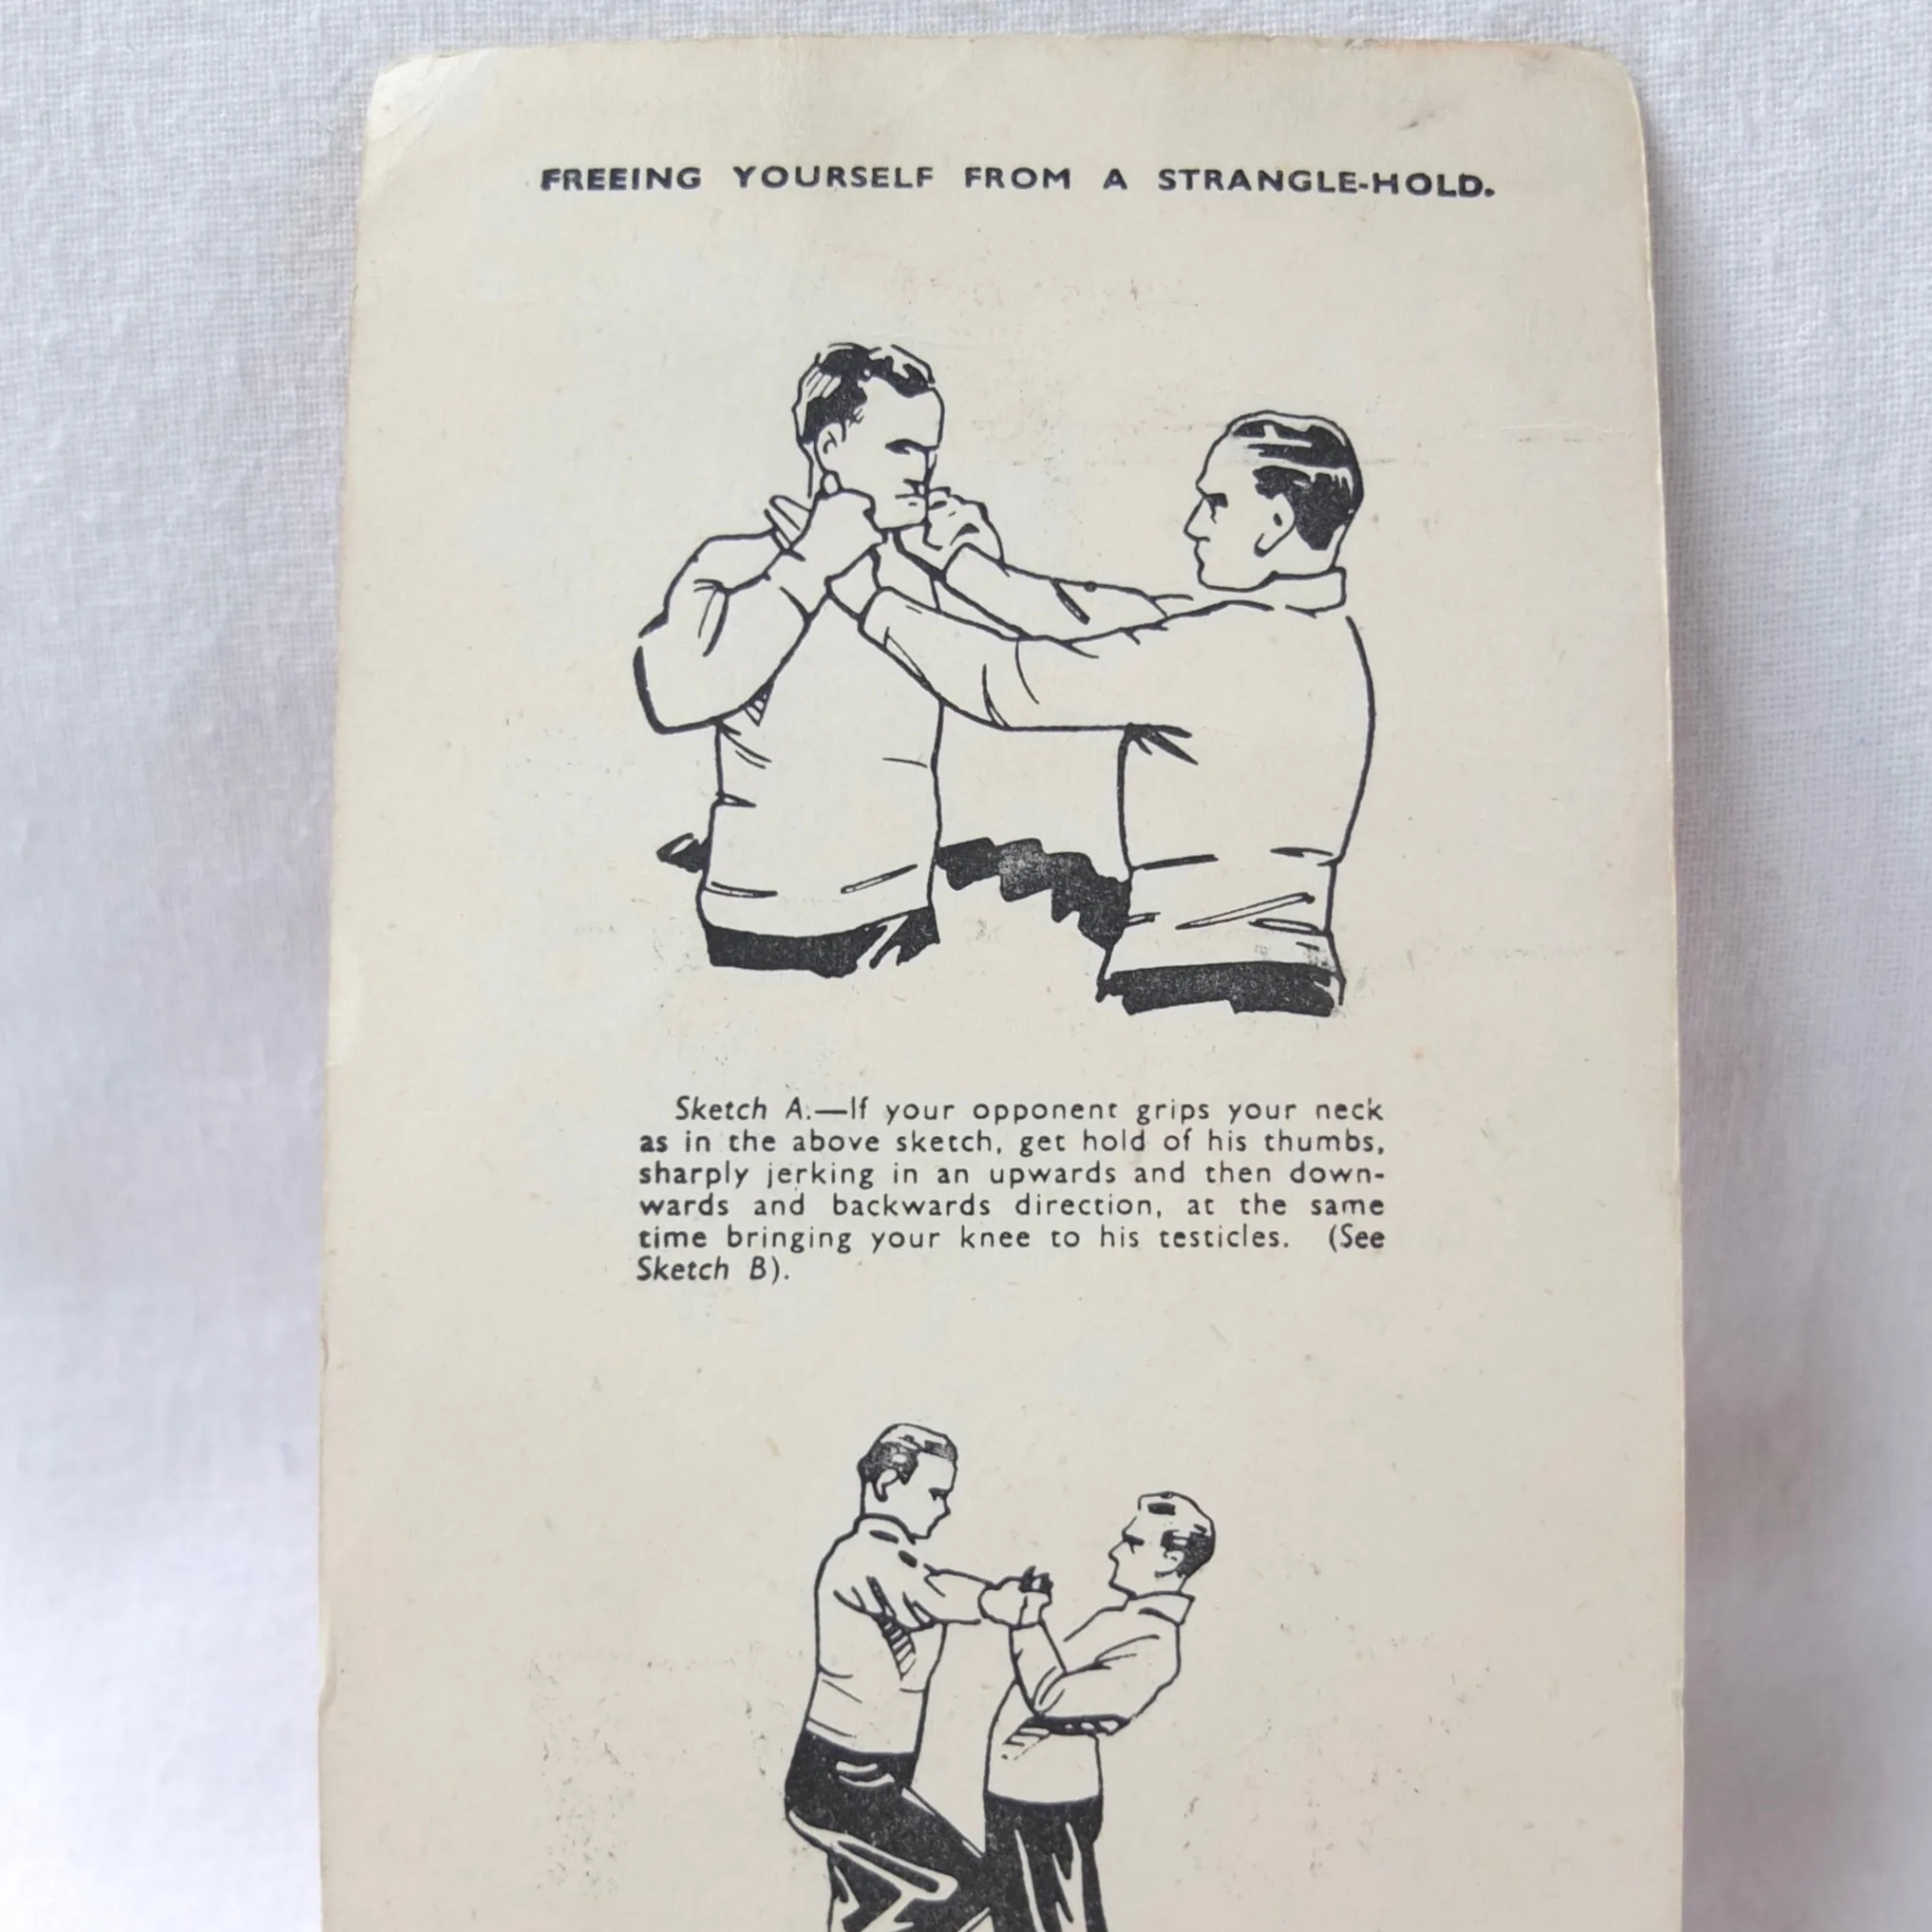 FREEING YOURSELF FROM A STRANGLE-HOLD.
Sketch A.—If your opponent grips your neck
as in the above sketch, get hold of his thumbs,
sharply jerking in an upwards and then down-
wards and backwards direction, at the same
time bringing your knee to his testicles. (See
Sketch B).